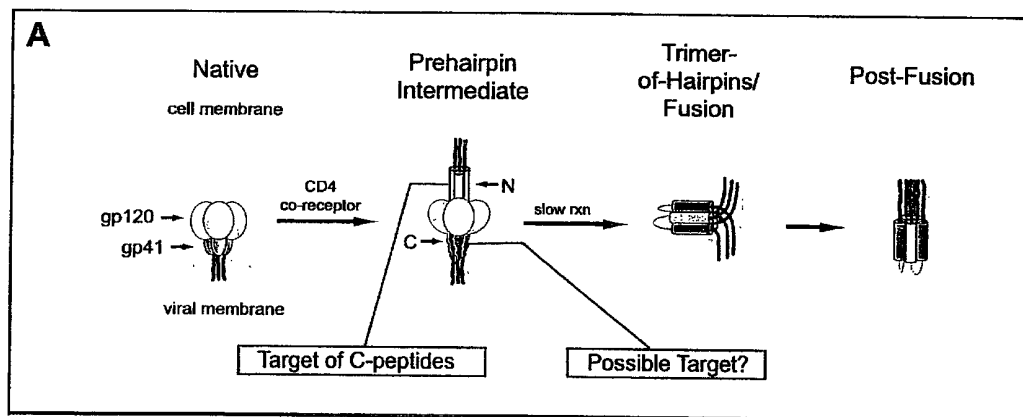 A
Native
cell membrane
Prehairpin
Intermediate
Trimer-
of-Hairpins/
Fusion
Post-Fusion
gp120
gp41
CD4
co-receptor
N
C
slow rxn
viral membrane
Target of C-peptides
Possible Target?